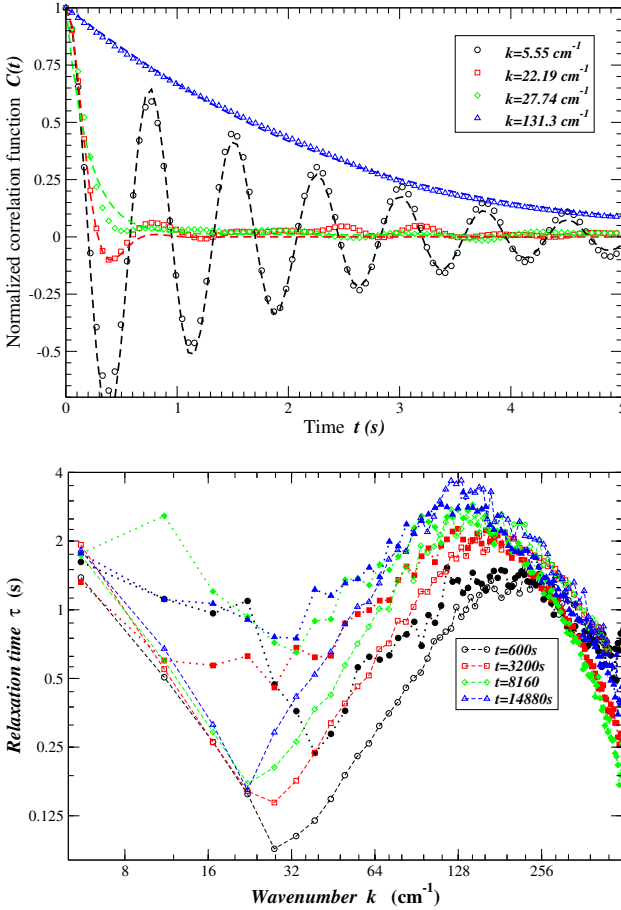 Normalized correlation function C(t)
1
0.75
0.5
0.25
0
-0.25
-0.5
k=5.55 cm⁻¹
k=22.19 cm⁻¹
k=27.74 cm⁻¹
k=131.3 cm⁻¹
0 1 2 3 4 5
Time t (s)
Relaxation time τ (s)
4
2
1
0.5
0.25
0.125
t=600s
t=3200s
t=8160
t=14880s
8 16 32 64 128 256
Wavenumber k (cm⁻¹)